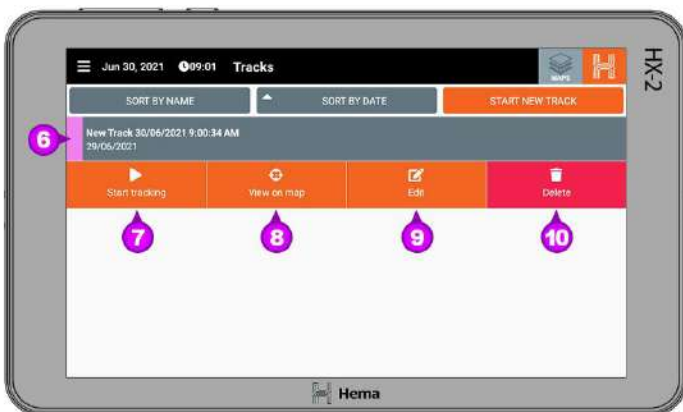 Jun 30, 2021 09:01 Tracks
MAPS
HX-2
SORT BY NAME
SORT BY DATE
START NEW TRACK
6
New Track 30/06/2021 9:00:34 AM
29/06/2021
Start tracking
View on map
Edit
Delete
7
8
9
10
Hema